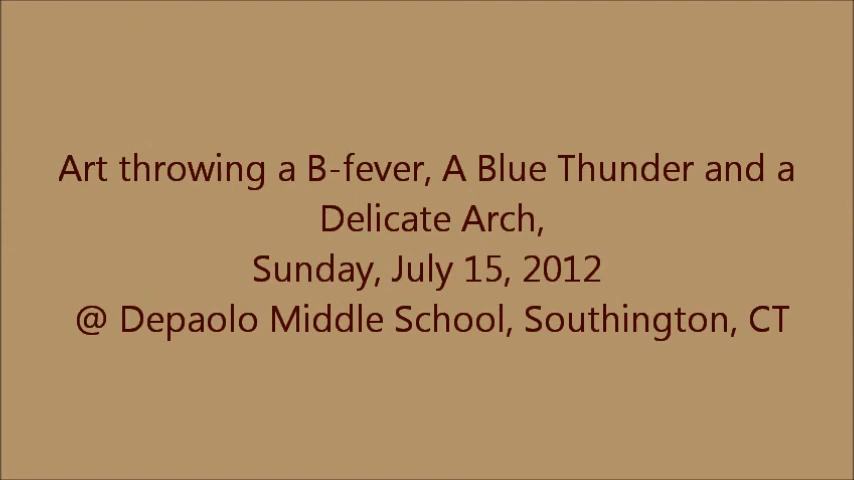 Art throwing a B-fever, A Blue Thunder and a
Delicate Arch,
Sunday, July 15, 2012
@ Depaolo Middle School, Southington, CT